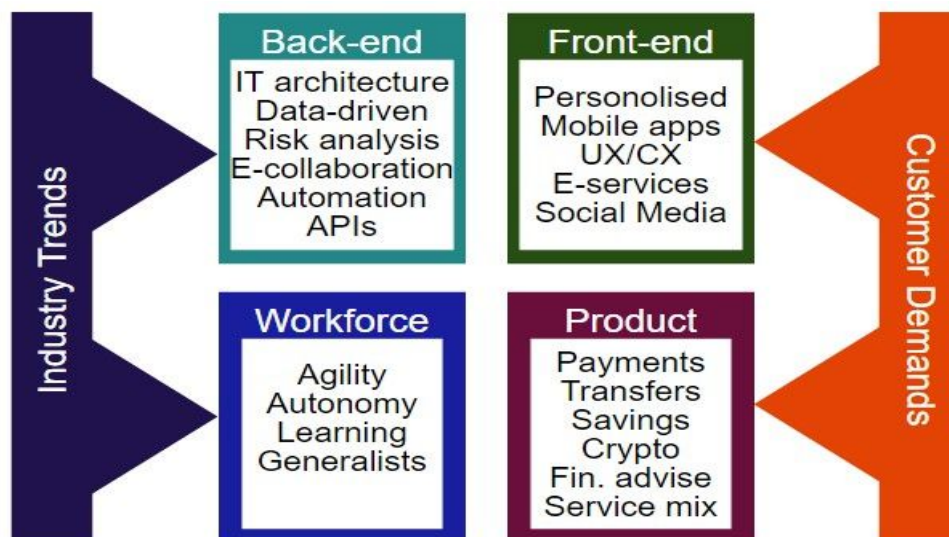 Industry Trends
Back-end
IT architecture
Data-driven
Risk analysis
E-collaboration
Automation
APIs
Front-end
Personolised
Mobile apps
UX/CX
E-services
Social Media
Workforce
Agility
Autonomy
Learning
Generalists
Product
Payments
Transfers
Savings
Crypto
Fin. advise
Service mix
Customer Demands